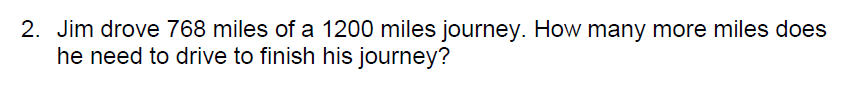 2. Jim drove 768 miles of a 1200 miles journey. How many more miles does
he need to drive to finish his journey?